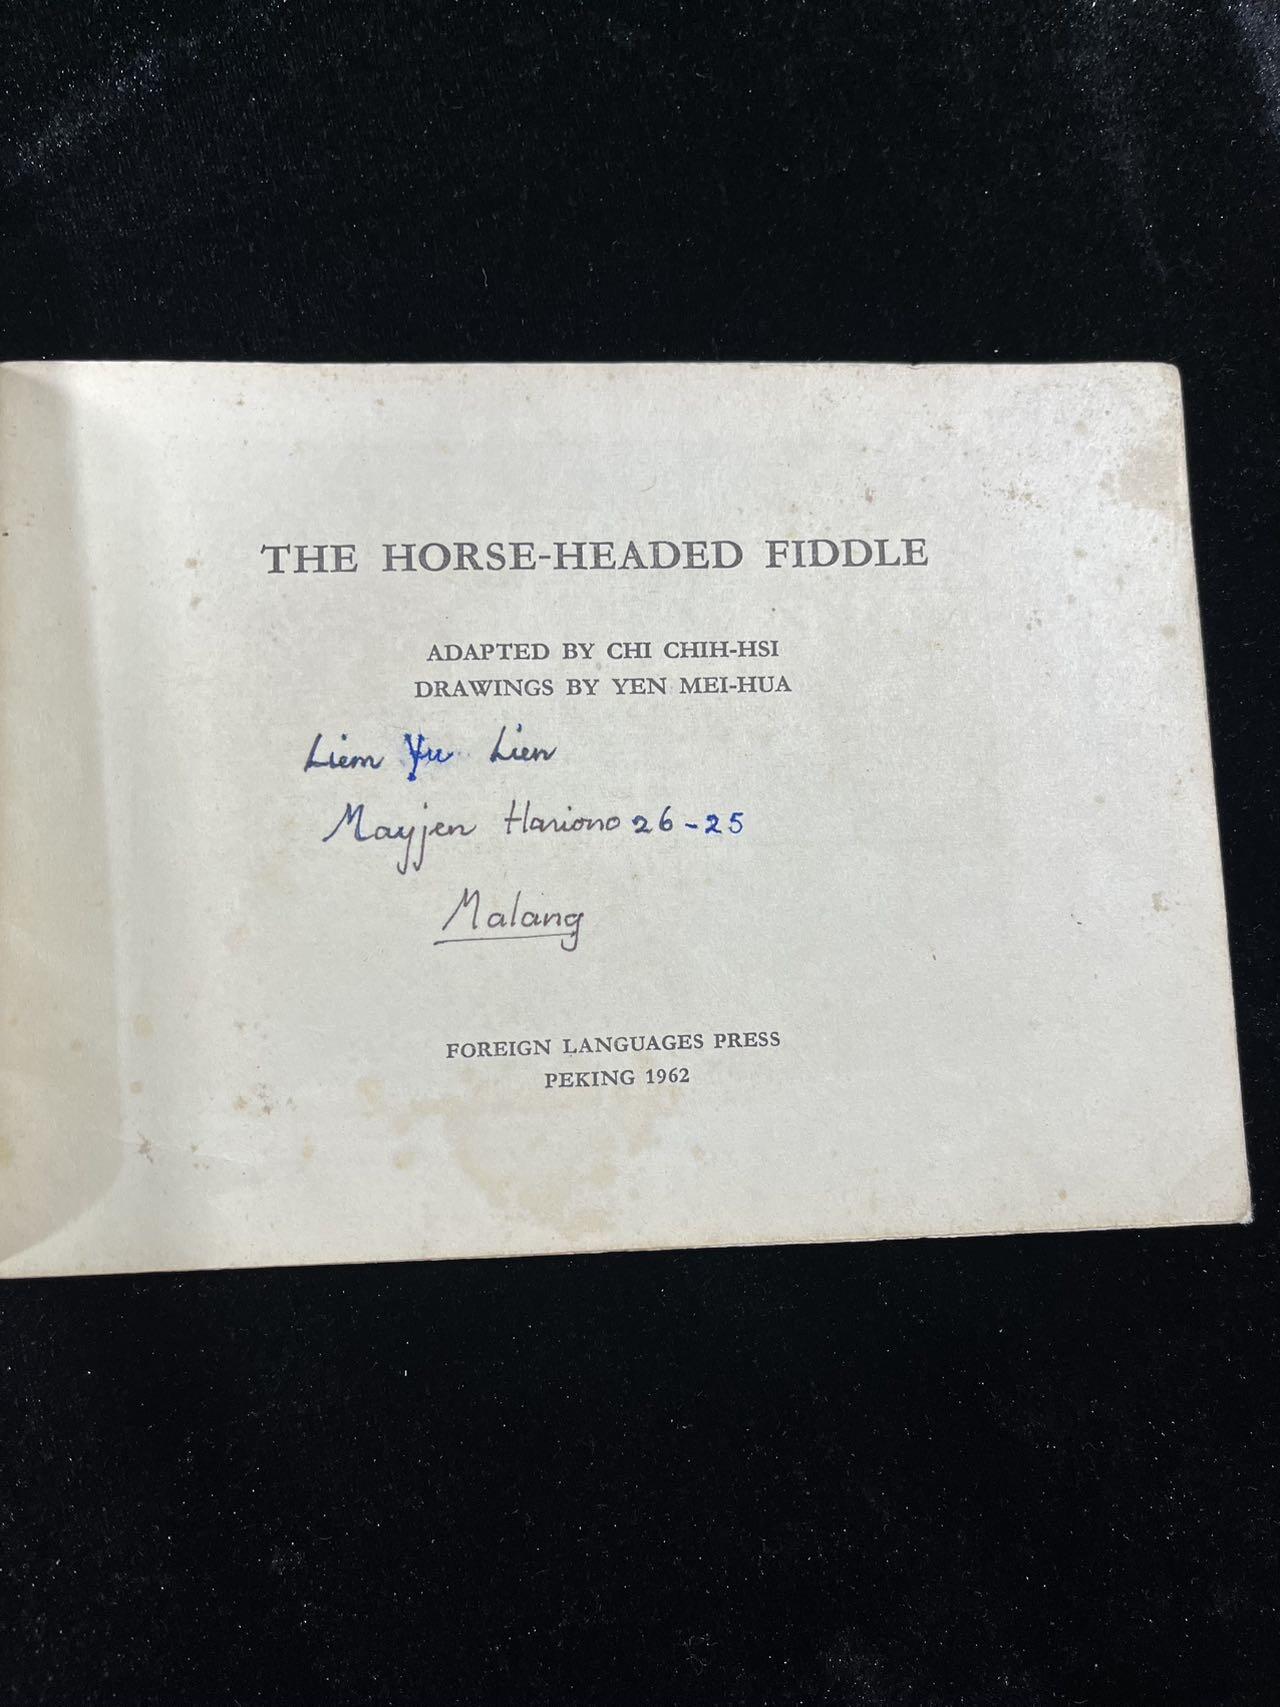 THE HORSE-HEADED FIDDLE
ADAPTED BY CHI CHIH-HSI
DRAWINGS BY YEN MEI-HUA
Liem Yu Lien
Mayjen Hariono 26-25
Malang
FOREIGN LANGUAGES PRESS
PEKING 1962